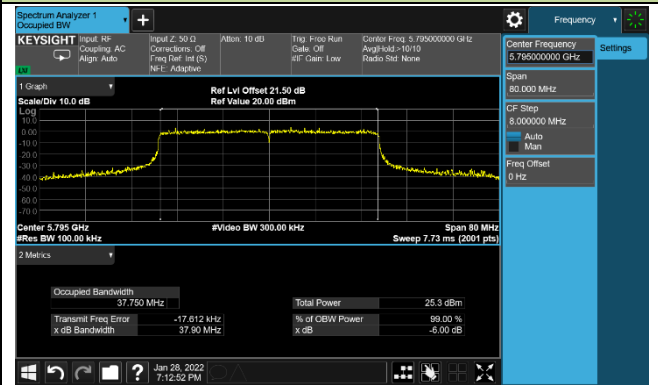 Spectrum Analyzer 1
Occupied BW
+
Frequency
KEYSIGHT
Input: RF
Coupling: AC
Align: Auto
Input Z: 50 Ω
Corrections: Off
Freq Ref: Int (S)
NFE: Adaptive
Atten: 10 dB
Trig: Free Run
Gate: Off
#IF Gain: Low
Center Freq: 5.795000000 GHz
Avg|Hold:>10/10
Radio Std: None
Center Frequency
5.795000000 GHz
Settings
Span
80.000 MHz
CF Step
8.000000 MHz
Auto
Man
Freq Offset
0 Hz
1 Graph
Scale/Div 10.0 dB
Ref Lvl Offset 21.50 dB
Ref Value 20.00 dBm
Log
10.0
0.00
-10.0
-20.0
-30.0
-40.0
-50.0
-60.0
-70.0
Center 5.795 GHz
#Video BW 300.00 kHz
Span 80 MHz
#Res BW 100.00 kHz
Sweep 7.73 ms (2001 pts)
2 Metrics
Occupied Bandwidth
37.750 MHz
Total Power 25.3 dBm
Transmit Freq Error -17.612 kHz
% of OBW Power 99.00 %
x dB Bandwidth 37.90 MHz
x dB -6.00 dB
?
Jan 28, 2022
7:12:52 PM